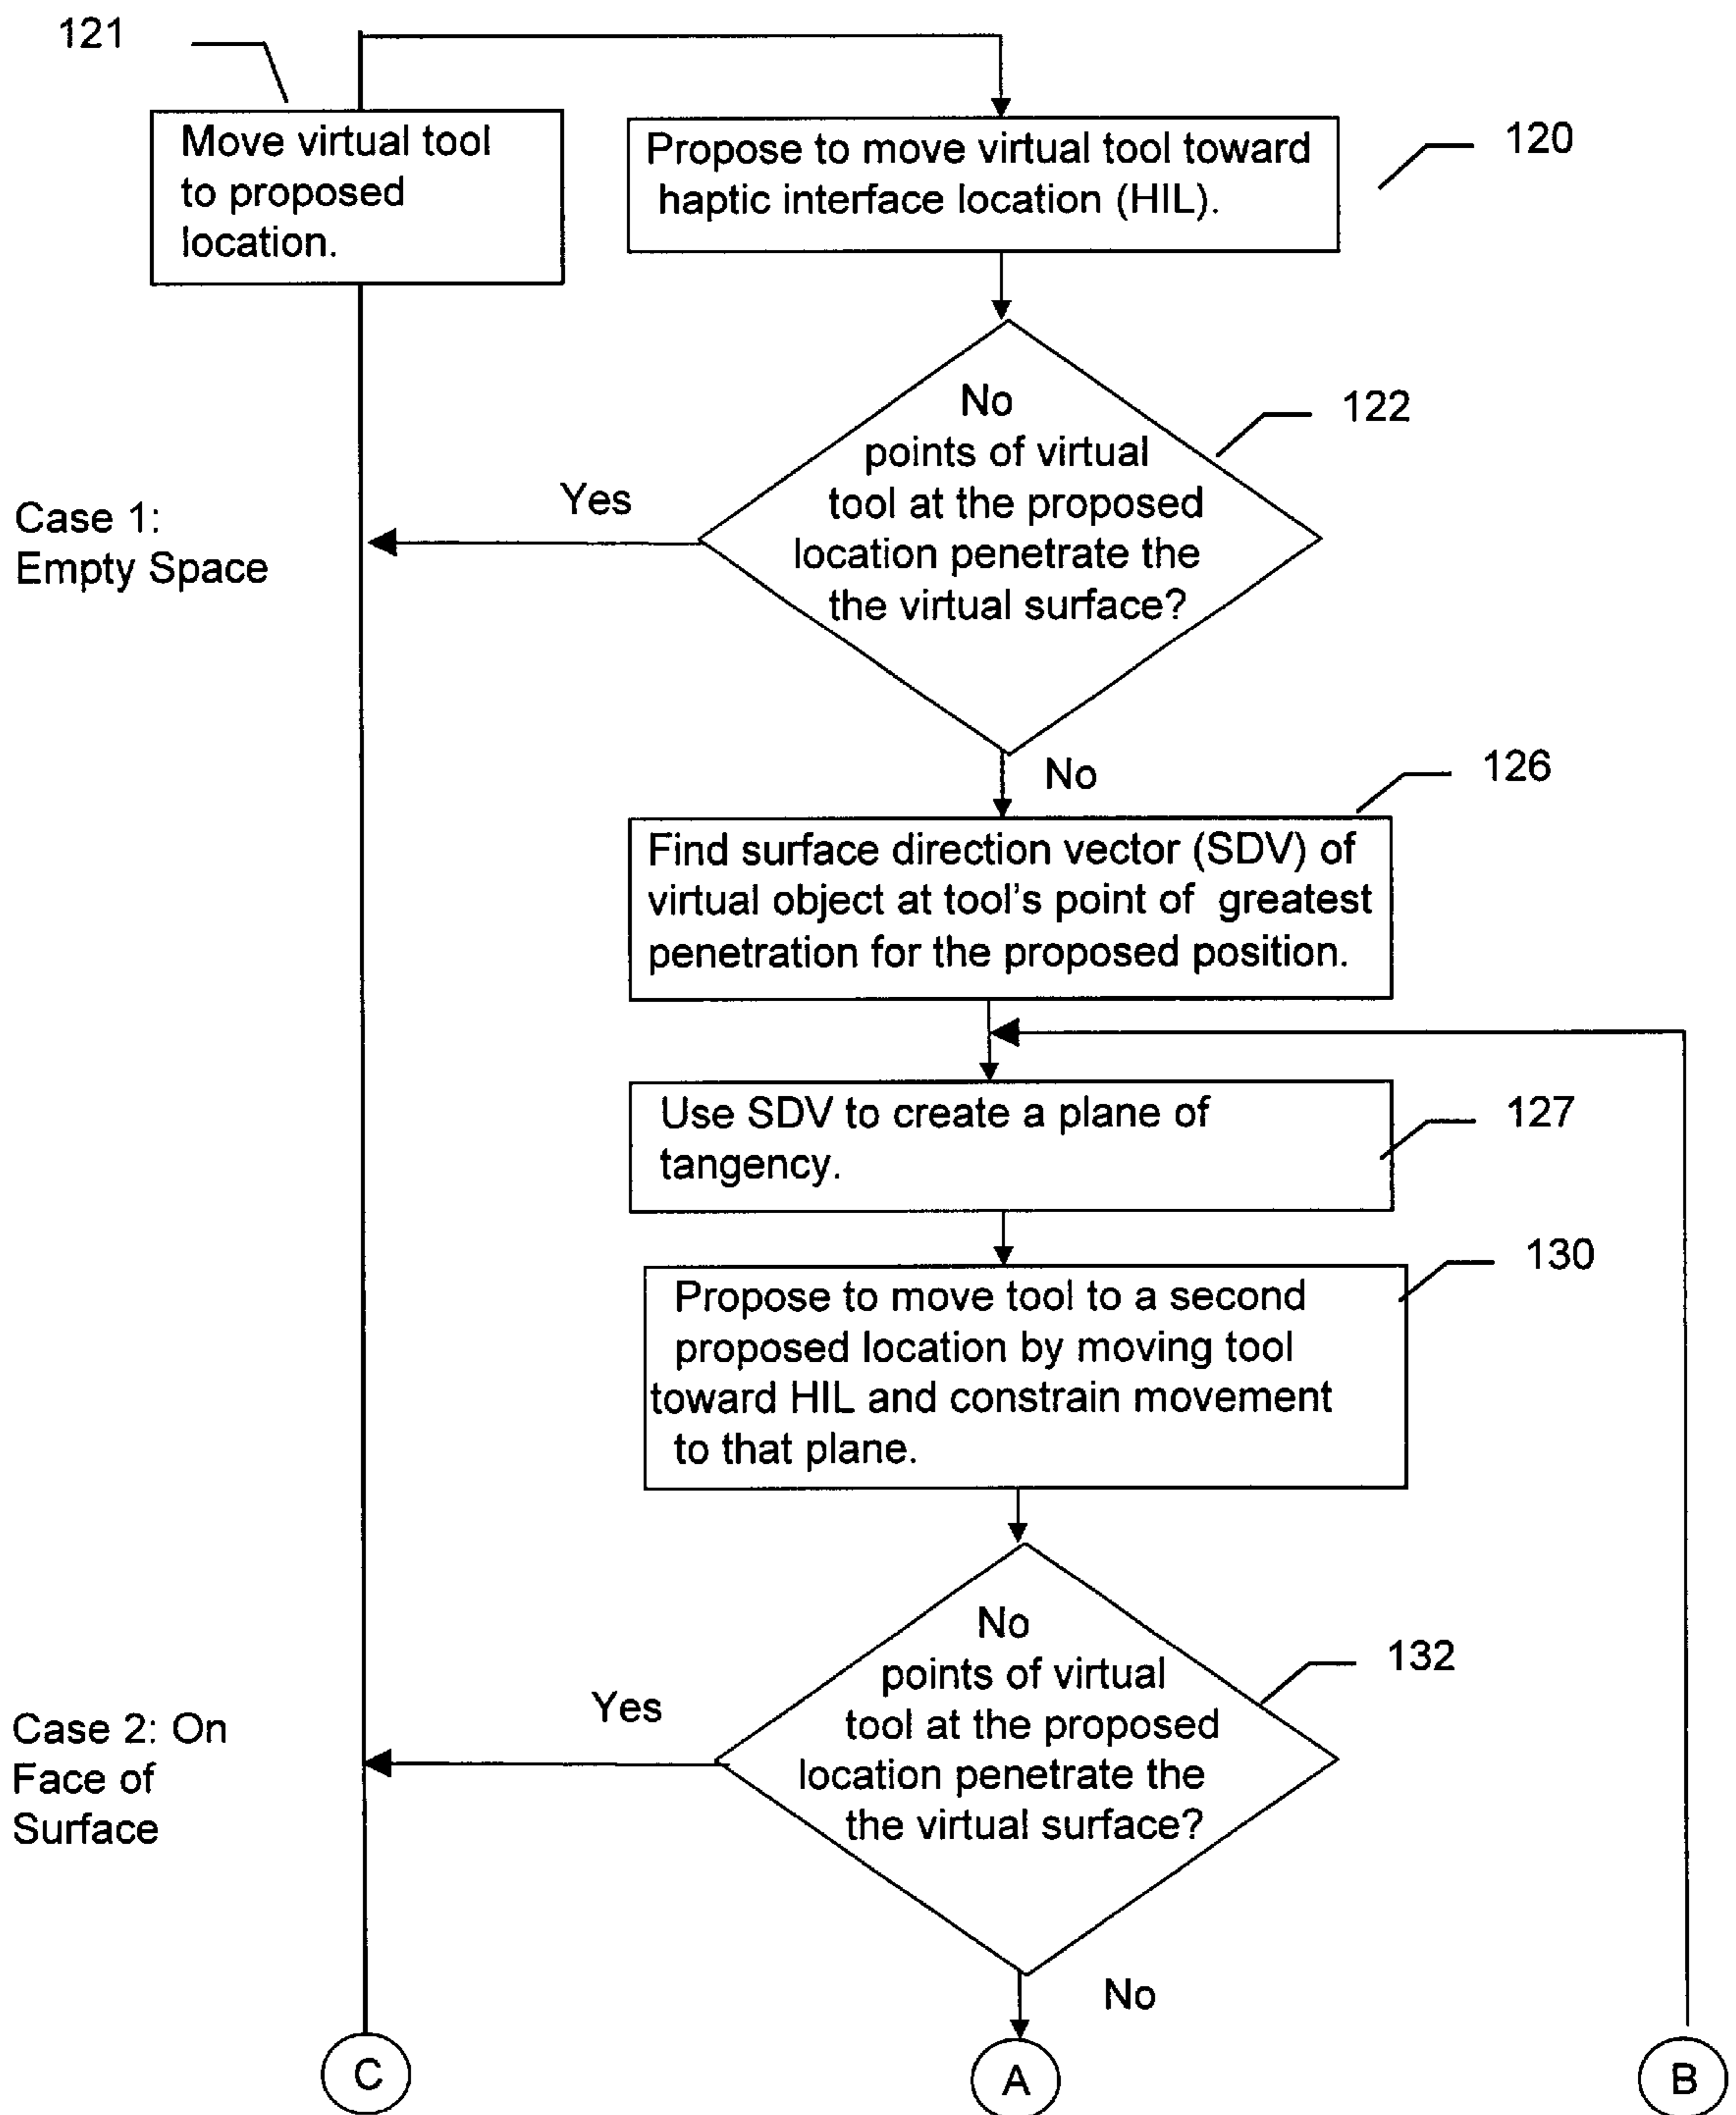 121
Move virtual tool
to proposed
location.
Propose to move virtual tool toward
haptic interface location (HIL).
120
No
points of virtual
tool at the proposed
location penetrate the
the virtual surface?
122
Yes
Case 1:
Empty Space
No
126
Find surface direction vector (SDV) of
virtual object at tool's point of greatest
penetration for the proposed position.
Use SDV to create a plane of
tangency.
127
130
Propose to move tool to a second
proposed location by moving tool
toward HIL and constrain movement
to that plane.
No
points of virtual
tool at the proposed
location penetrate the
the virtual surface?
132
Yes
Case 2: On
Face of
Surface
No
C
A
B